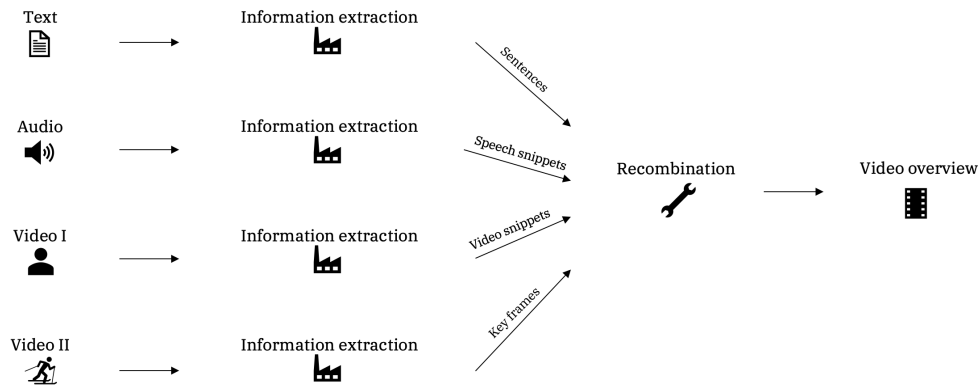 Text
Information extraction
Sentences
Audio
Information extraction
Speech snippets
Recombination
Video overview
Video I
Information extraction
Video snippets
Video II
Information extraction
Key frames